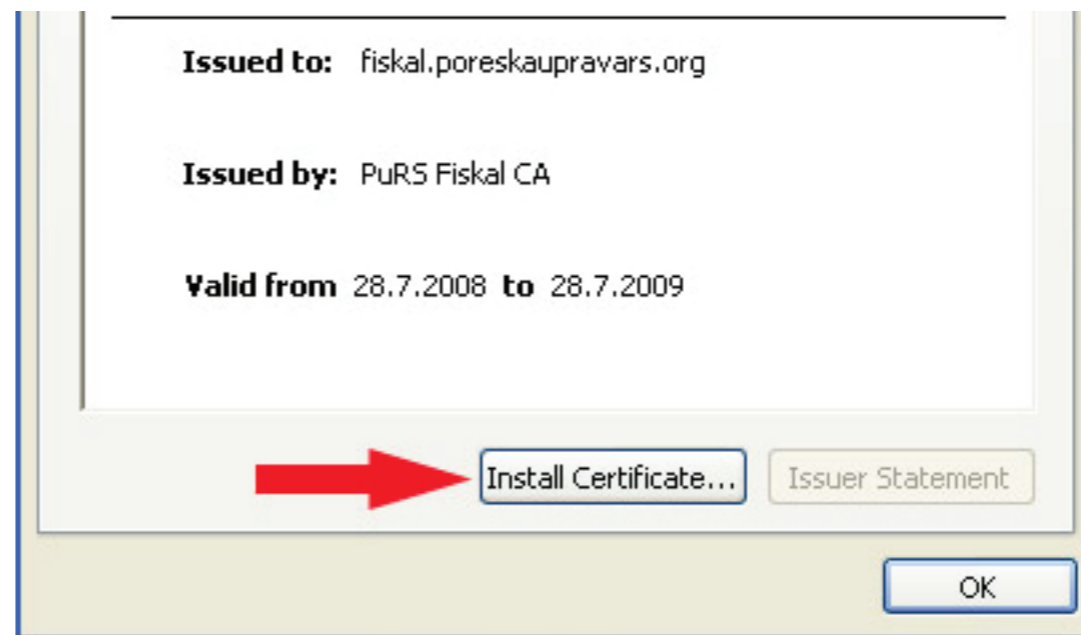 Issued to: fiskal.poreskaupravars.org
Issued by: PuRS Fiskal CA
Valid from 28.7.2008 to 28.7.2009
Install Certificate... Issuer Statement
OK